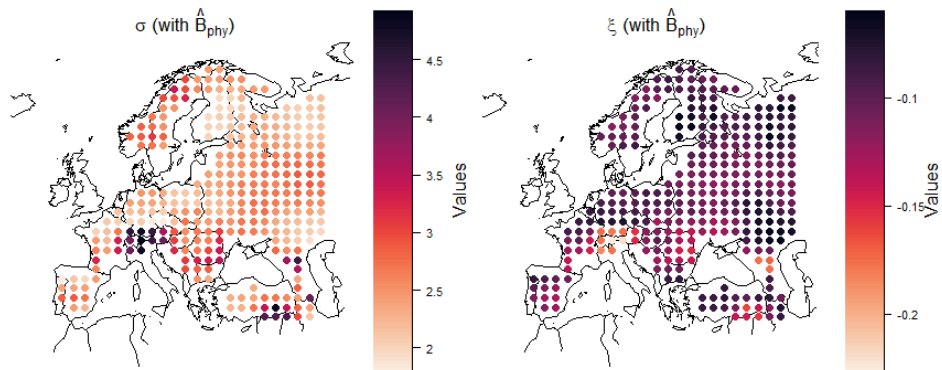 σ (with B̂phy)
4.5
4
3.5
3
2.5
2
Values
ξ (with B̂phy)
-0.1
-0.15
-0.2
Values